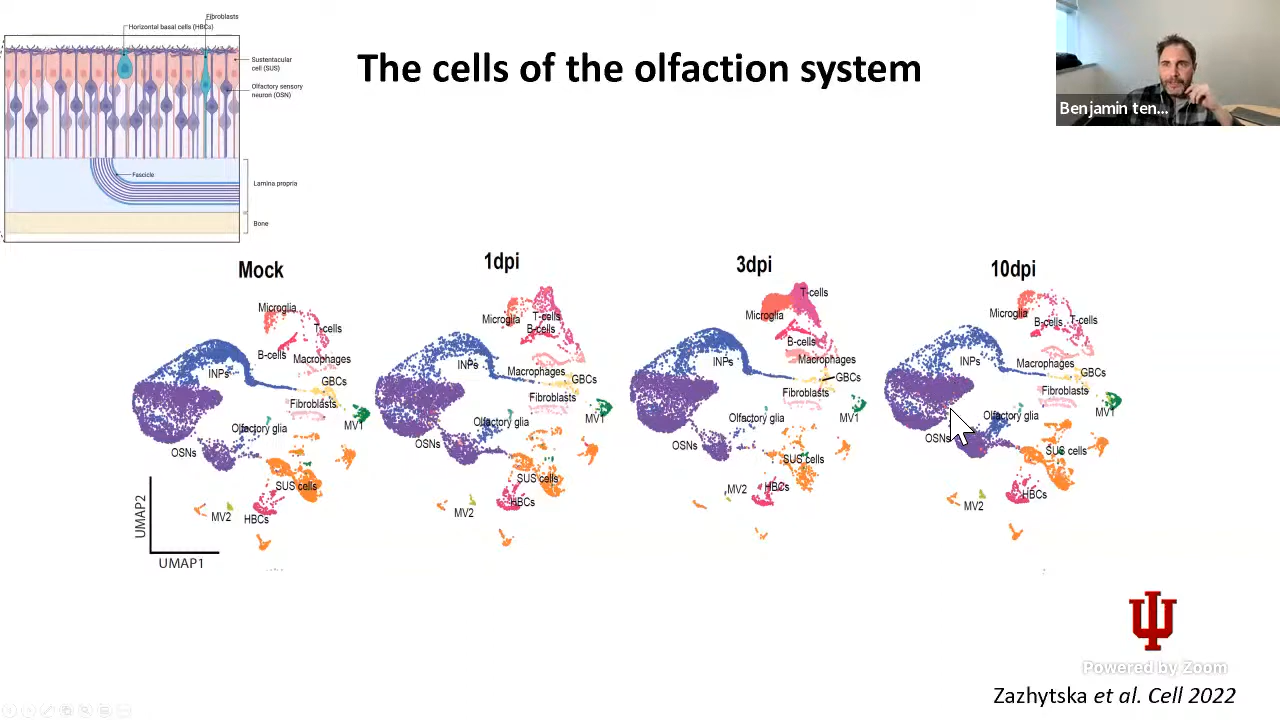 Fibroblasts
Horizontal basal cells (HBCs)
Sustentacular
cell (SUS)
Olfactory sensory
neuron (OSN)
Fascicle
Lamina propria
Bone
The cells of the olfaction system
Benjamin ten...
Mock
Microglia
T-cells
B-cells
Macrophages
INPs
GBCs
Fibroblasts
MV1
Olfactory glia
OSNs
SUS cells
MV2
HBCs
UMAP2
UMAP1
1dpi
Microglia
T-cells
B-cells
INPs
Macrophages
GBCs
Fibroblasts
MV1
Olfactory glia
OSNs
SUS cells
HBCs
MV2
3dpi
T-cells
Microglia
B-cells
INPs
Macrophages
GBCs
Fibroblasts
MV1
Olfactory glia
OSNs
SUS cells
MV2
HBCs
10dpi
Microglia
B-cells
T-cells
INPs
Macrophages
GBCs
Fibroblasts
MV1
Olfactory glia
OSNs
SUS cells
HBCs
MV2
Powered by Zoom
Zazhytska et al. Cell 2022